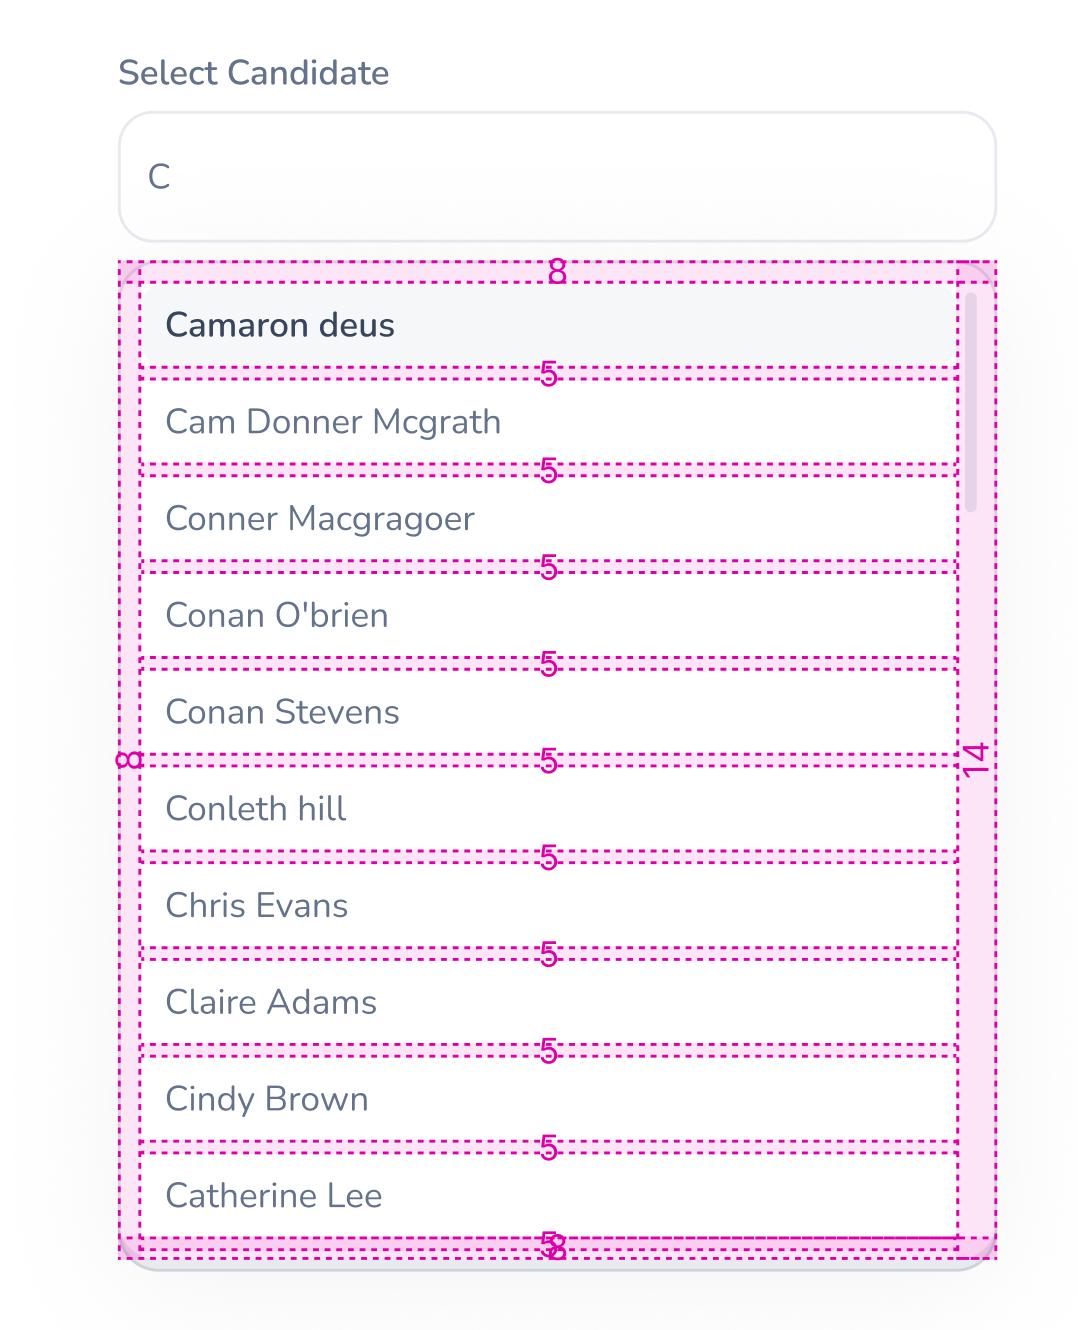 Select Candidate
C
8
Camaron deus
5
Cam Donner Mcgrath
5
Conner Macgragoer
5
Conan O'brien
5
Conan Stevens
8
5
14
Conleth hill
5
Chris Evans
5
Claire Adams
5
Cindy Brown
5
Catherine Lee
5
8